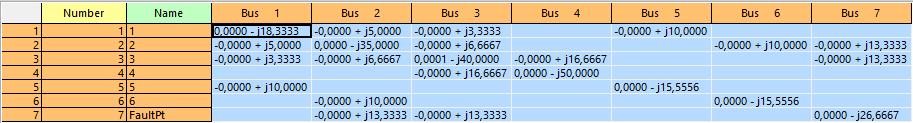 Number Name Bus 1 Bus 2 Bus 3 Bus 4 Bus 5 Bus 6 Bus 7
1 1 1 0,0000 - j18,3333 -0,0000 + j5,0000 -0,0000 + j3,3333 -0,0000 + j10,0000
2 2 2 -0,0000 + j5,0000 0,0000 - j35,0000 -0,0000 + j6,6667 -0,0000 + j10,0000 -0,0000 + j13,3333
3 3 3 -0,0000 + j3,3333 -0,0000 + j6,6667 0,0001 - j40,0000 -0,0000 + j16,6667 -0,0000 + j13,3333
4 4 4 -0,0000 + j16,6667 0,0000 - j50,0000
5 5 5 -0,0000 + j10,0000 0,0000 - j15,5556
6 6 6 -0,0000 + j10,0000 0,0000 - j15,5556
7 7 FaultPt -0,0000 + j13,3333 -0,0000 + j13,3333 0,0000 - j26,6667